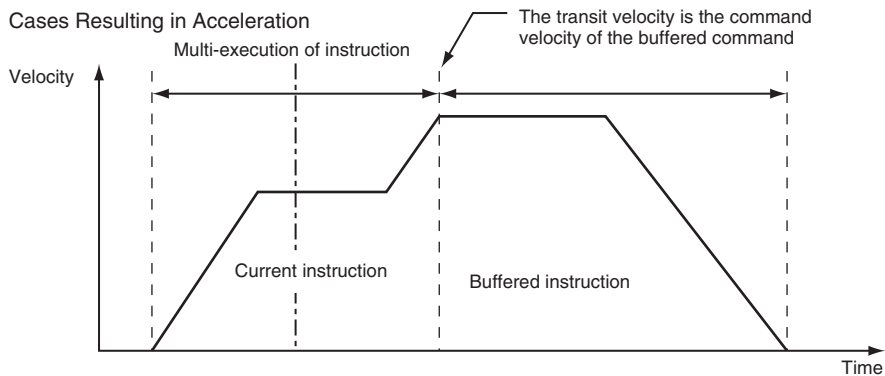 Cases Resulting in Acceleration
The transit velocity is the command
velocity of the buffered command
Multi-execution of instruction
Velocity
Current instruction
Buffered instruction
Time